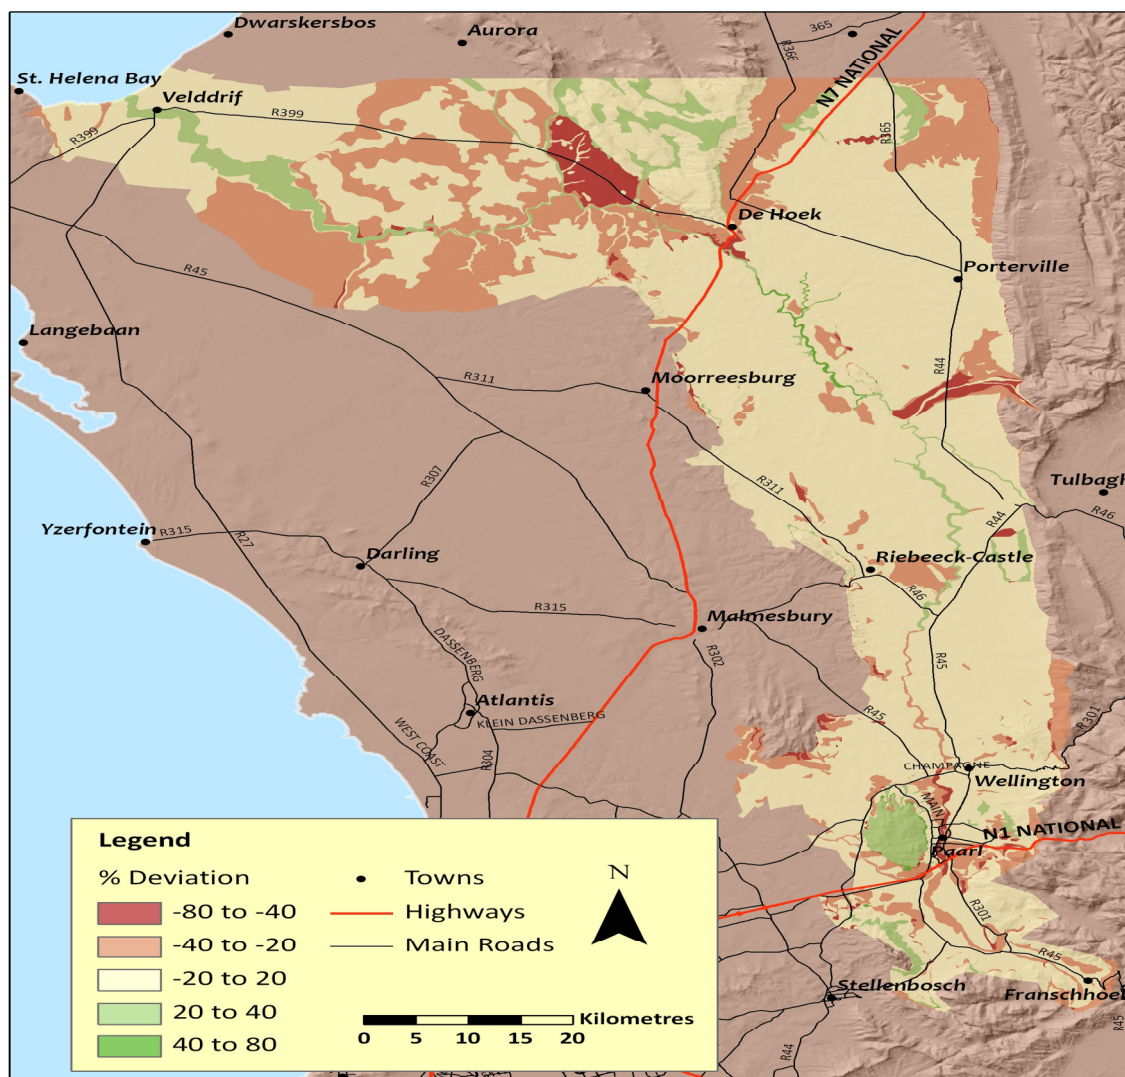 Dwarskersbos
Aurora
365
R366
N7 NATIONAL
St. Helena Bay
Velddrif
R399
R399
R365
De Hoek
R45
Porterville
Langebaan
R44
R311
Moorreesburg
R307
R311
Tulbagh
R44
R46
Yzerfontein
R315
R27
Darling
Riebeeck-Castle
R46
R315
Malmesbury
DASSENBERG
R302
R45
Atlantis
KLEIN DASSENBERG
R45
R301
WEST COAST
R304
CHAMPAGNE
Wellington
MAIN
N1 NATIONAL
Paarl
R301
R45
Stellenbosch
Franschhoek
R45
R44
Legend
% Deviation
-80 to -40
-40 to -20
-20 to 20
20 to 40
40 to 80
Towns
Highways
Main Roads
N
Kilometres
0 5 10 15 20